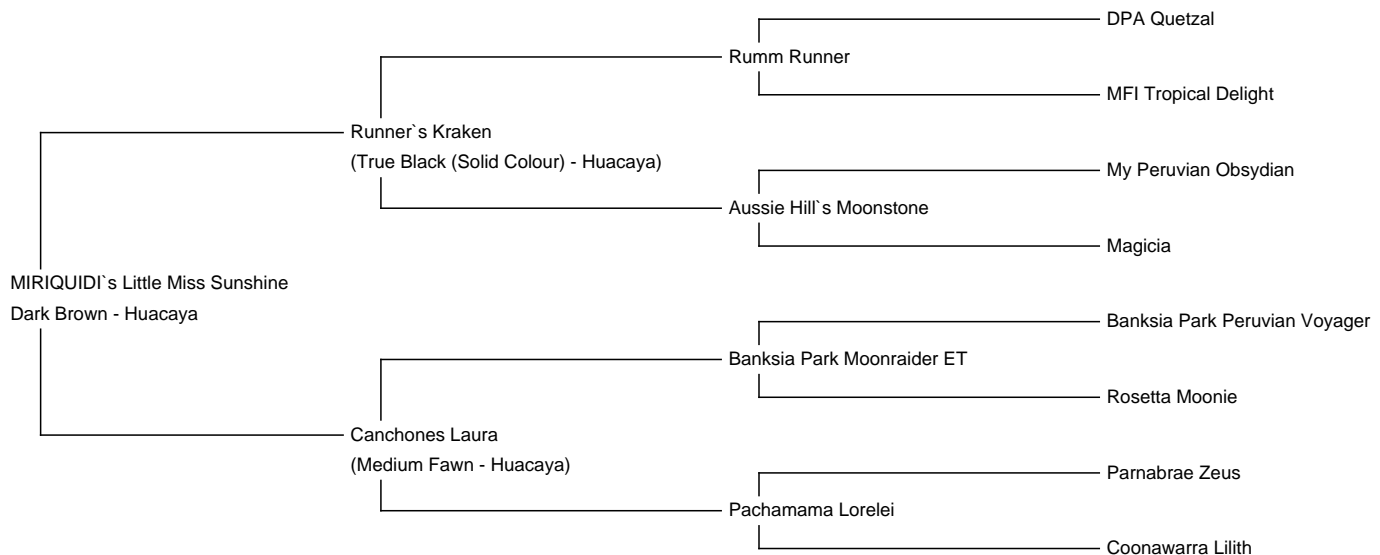 DPA Quetzal
Rumm Runner
MFI Tropical Delight
Runner`s Kraken
(True Black (Solid Colour) - Huacaya)
My Peruvian Obsydian
Aussie Hill`s Moonstone
Magicia
MIRIQUIDI`s Little Miss Sunshine
Dark Brown - Huacaya
Banksia Park Peruvian Voyager
Banksia Park Moonraider ET
Rosetta Moonie
Canchones Laura
(Medium Fawn - Huacaya)
Parnabrae Zeus
Pachamama Lorelei
Coonawarra Lilith